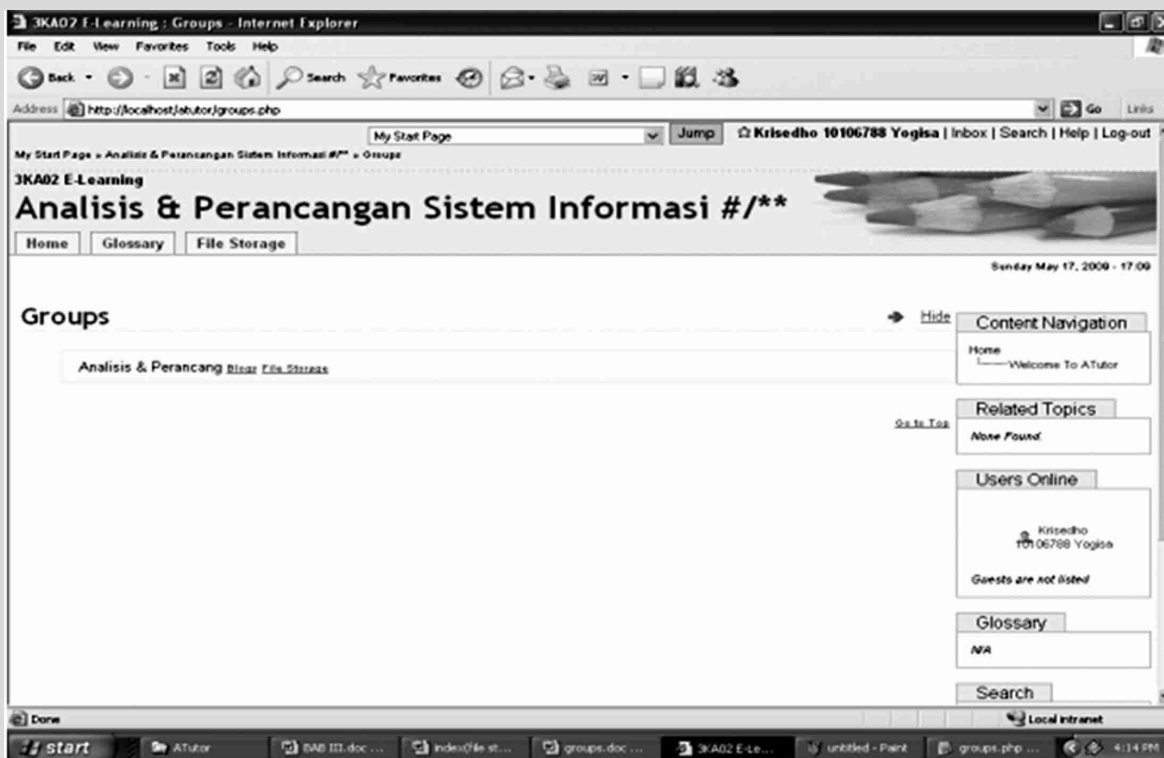 3KA02 E-Learning : Groups - Internet Explorer
File Edit View Favorites Tools Help
Back Search Favorites
Address http://localhost/atutor/groups.php Go Links
My Start Page Jump Krisedho 10106788 Yogisa | Inbox | Search | Help | Log-out
My Start Page » Analisis & Perancangan Sistem Informasi #/** » Groups
3KA02 E-Learning
Analisis & Perancangan Sistem Informasi #/**
Home Glossary File Storage
Sunday May 17, 2009 - 17:09
Groups
Hide
Analisis & Perancang Blogs File Storage
Go to Top
Content Navigation
Home
Welcome To ATutor
Related Topics
None Found.
Users Online
Krisedho
10106788 Yogisa
Guests are not listed
Glossary
N/A
Search
Done Local intranet
start ATutor BAB III.doc ... index(file st... groups.doc ... 3KA02 E-Le... untitled - Paint groups.php ... 4:14 PM